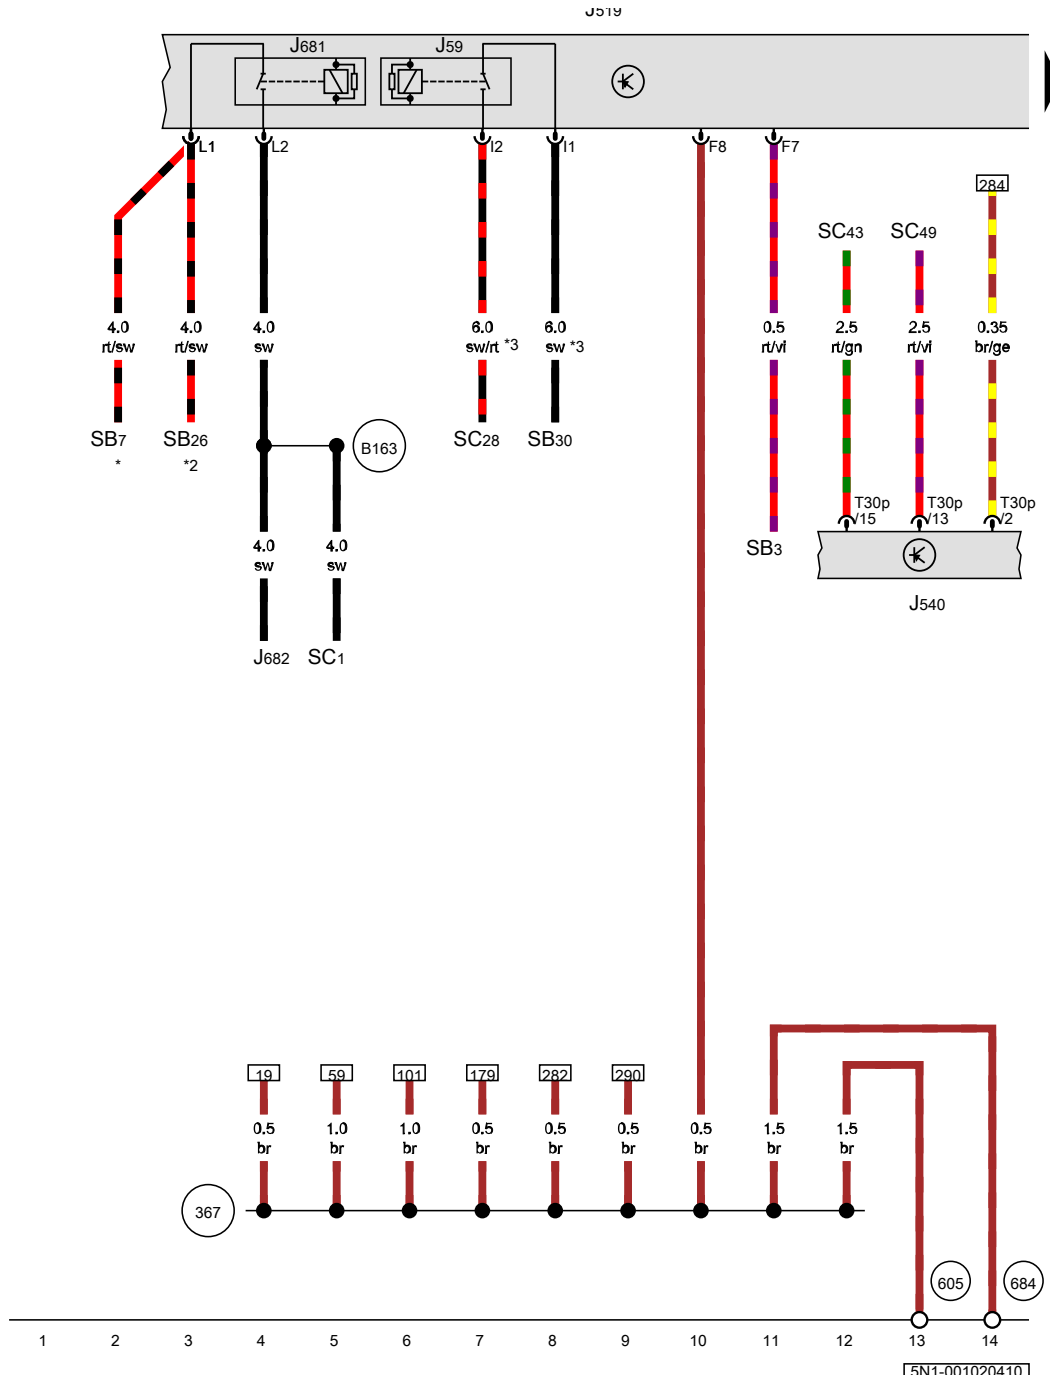 J519
J681 J59
L1 L2 I2 I1 F8 F7
284
SC43 SC49
4.0 4.0 4.0 6.0 6.0 0.5 2.5 2.5 0.35
rt/sw rt/sw sw sw/rt *3 sw *3 rt/vi rt/gn rt/vi br/ge
SB7 SB26 SC28 SB30
B163
* *2
T30p T30p T30p
/15 /13 /2
4.0 4.0 SB3
sw sw
J540
J682 SC1
19 59 101 179 282 290
0.5 1.0 1.0 0.5 0.5 0.5 0.5 1.5 1.5
br br br br br br br br br
367
605 684
1 2 3 4 5 6 7 8 9 10 11 12 13 14
5N1-001020410